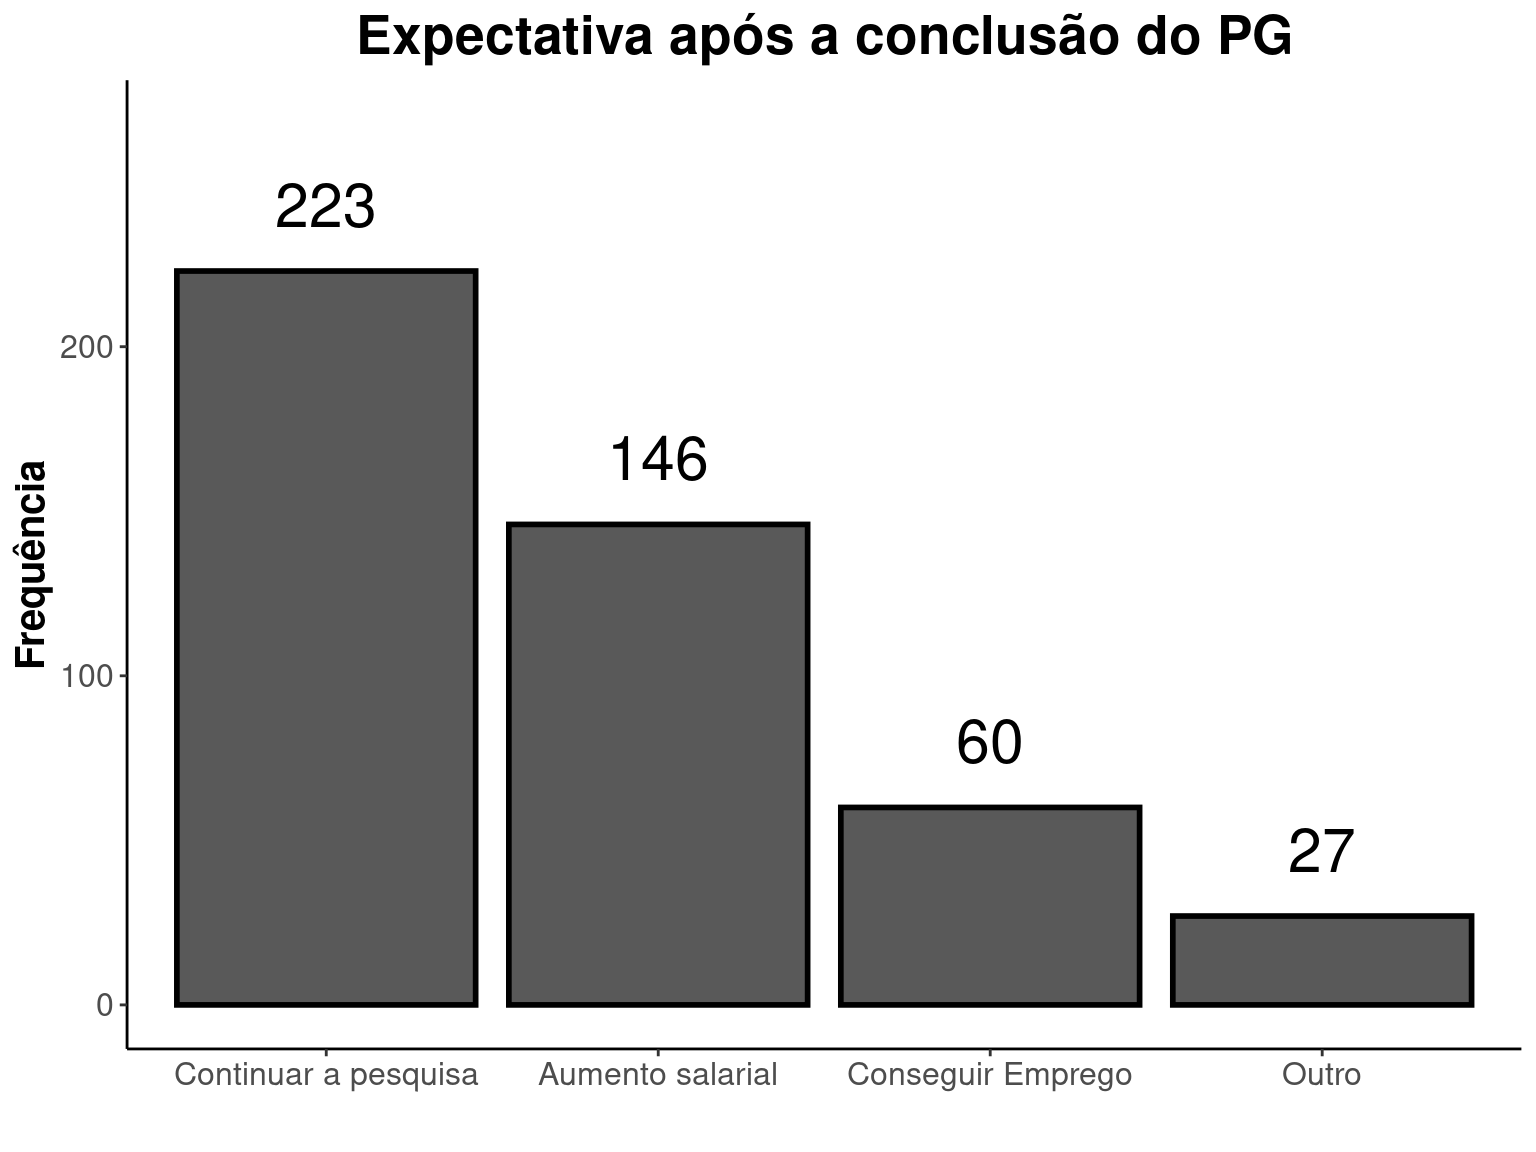 Expectativa após a conclusão do PG
223
146
60
27
200
100
0
Frequência
Continuar a pesquisa
Aumento salarial
Conseguir Emprego
Outro